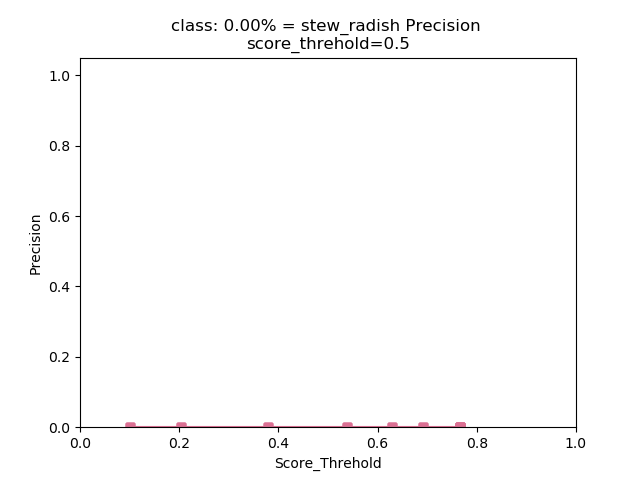 class: 0.00% = stew_radish Precision
score_threhold=0.5
1.0
0.8
0.6
0.4
0.2
0.0
Precision
0.0 0.2 0.4 0.6 0.8 1.0
Score_Threhold